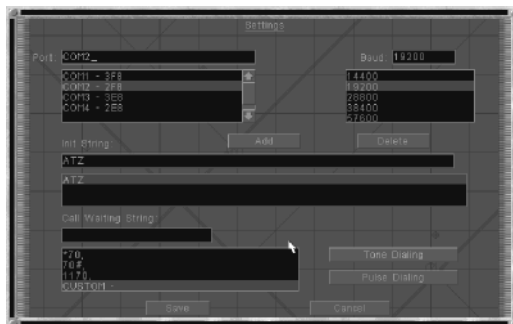 Settings
Port: COM2_
Baud: 19200
COM1 - 3F8
COM2 - 2F8
COM3 - 3E8
COM4 - 2E8
14400
19200
28800
38400
57600
Add
Delete
Init String:
ATZ
ATZ
Call Waiting String:
*70,
70#,
1170,
CUSTOM -
Tone Dialing
Pulse Dialing
Save
Cancel